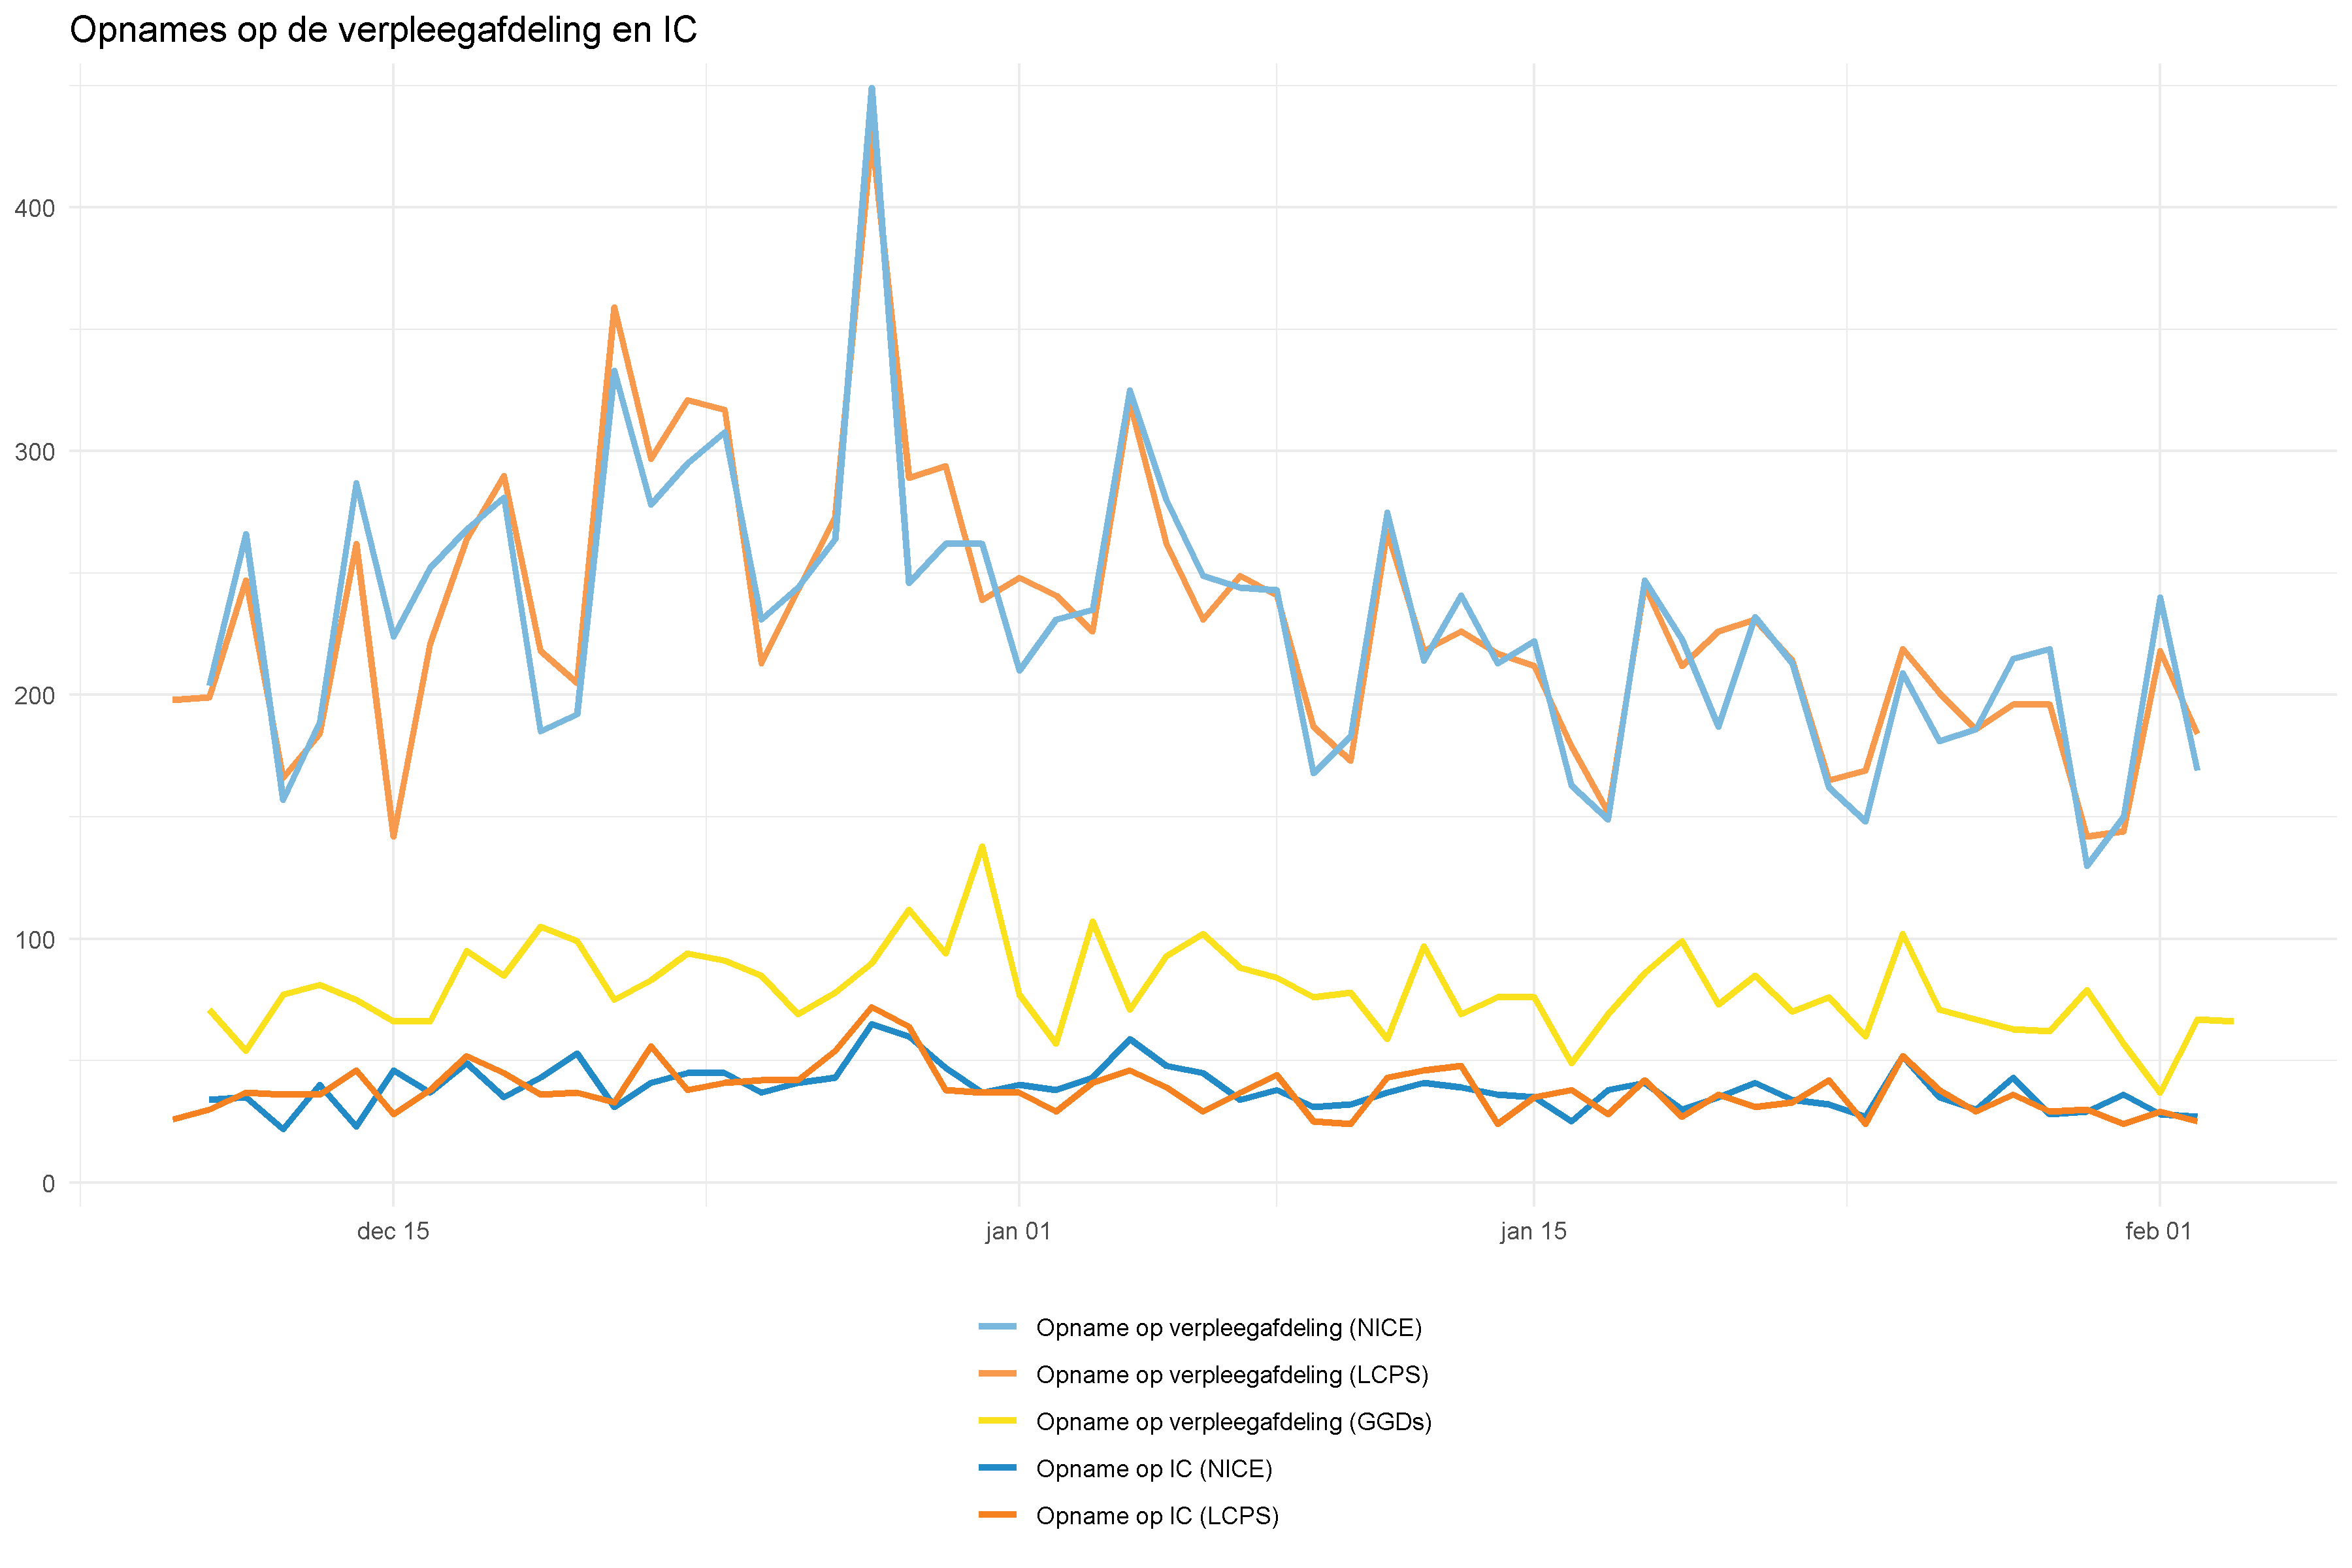 Opnames op de verpleegafdeling en IC
400
300
200
100
0
dec 15
jan 01
jan 15
feb 01
Opname op verpleegafdeling (NICE)
Opname op verpleegafdeling (LCPS)
Opname op verpleegafdeling (GGDs)
Opname op IC (NICE)
Opname op IC (LCPS)